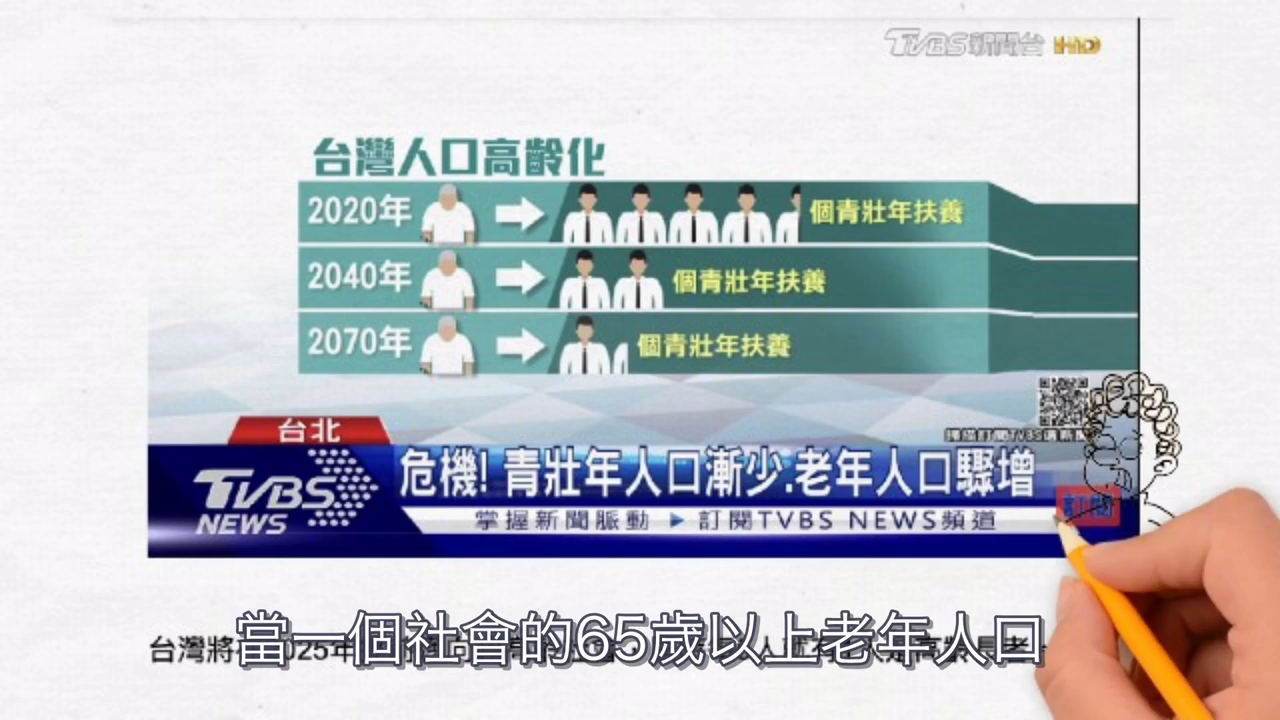 TVBS新聞台 HD
台灣人口高齡化
2020年 個青壯年扶養
2040年 個青壯年扶養
2070年 個青壯年扶養
台北
TVBS NEWS
危機! 青壯年人口漸少.老年人口驟增
掌握新聞脈動 ▶ 訂閱TVBS NEWS頻道
訂閱
當一個社會的65歲以上老年人口
台灣將